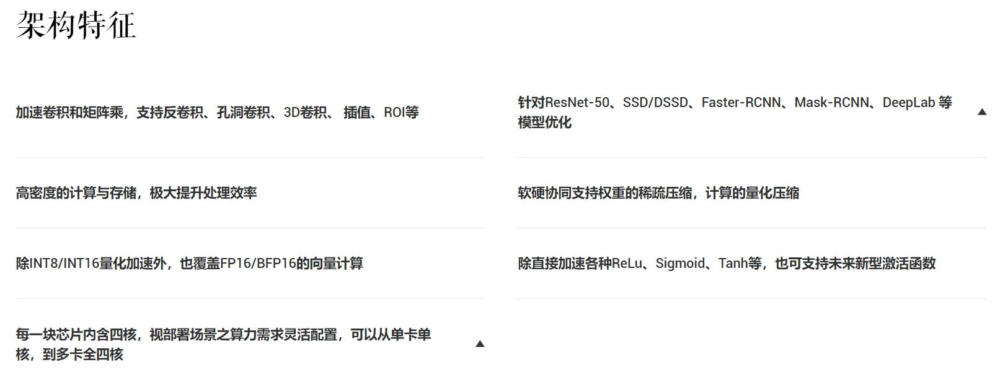 架构特征
加速卷积和矩阵乘，支持反卷积、孔洞卷积、3D卷积、 插值、ROI等
针对ResNet-50、SSD/DSSD、Faster-RCNN、Mask-RCNN、DeepLab 等
模型优化
高密度的计算与存储，极大提升处理效率
软硬协同支持权重的稀疏压缩，计算的量化压缩
除INT8/INT16量化加速外，也覆盖FP16/BFP16的向量计算
除直接加速各种ReLu、Sigmoid、Tanh等，也可支持未来新型激活函数
每一块芯片内含四核，视部署场景之算力需求灵活配置，可以从单卡单
核，到多卡全四核